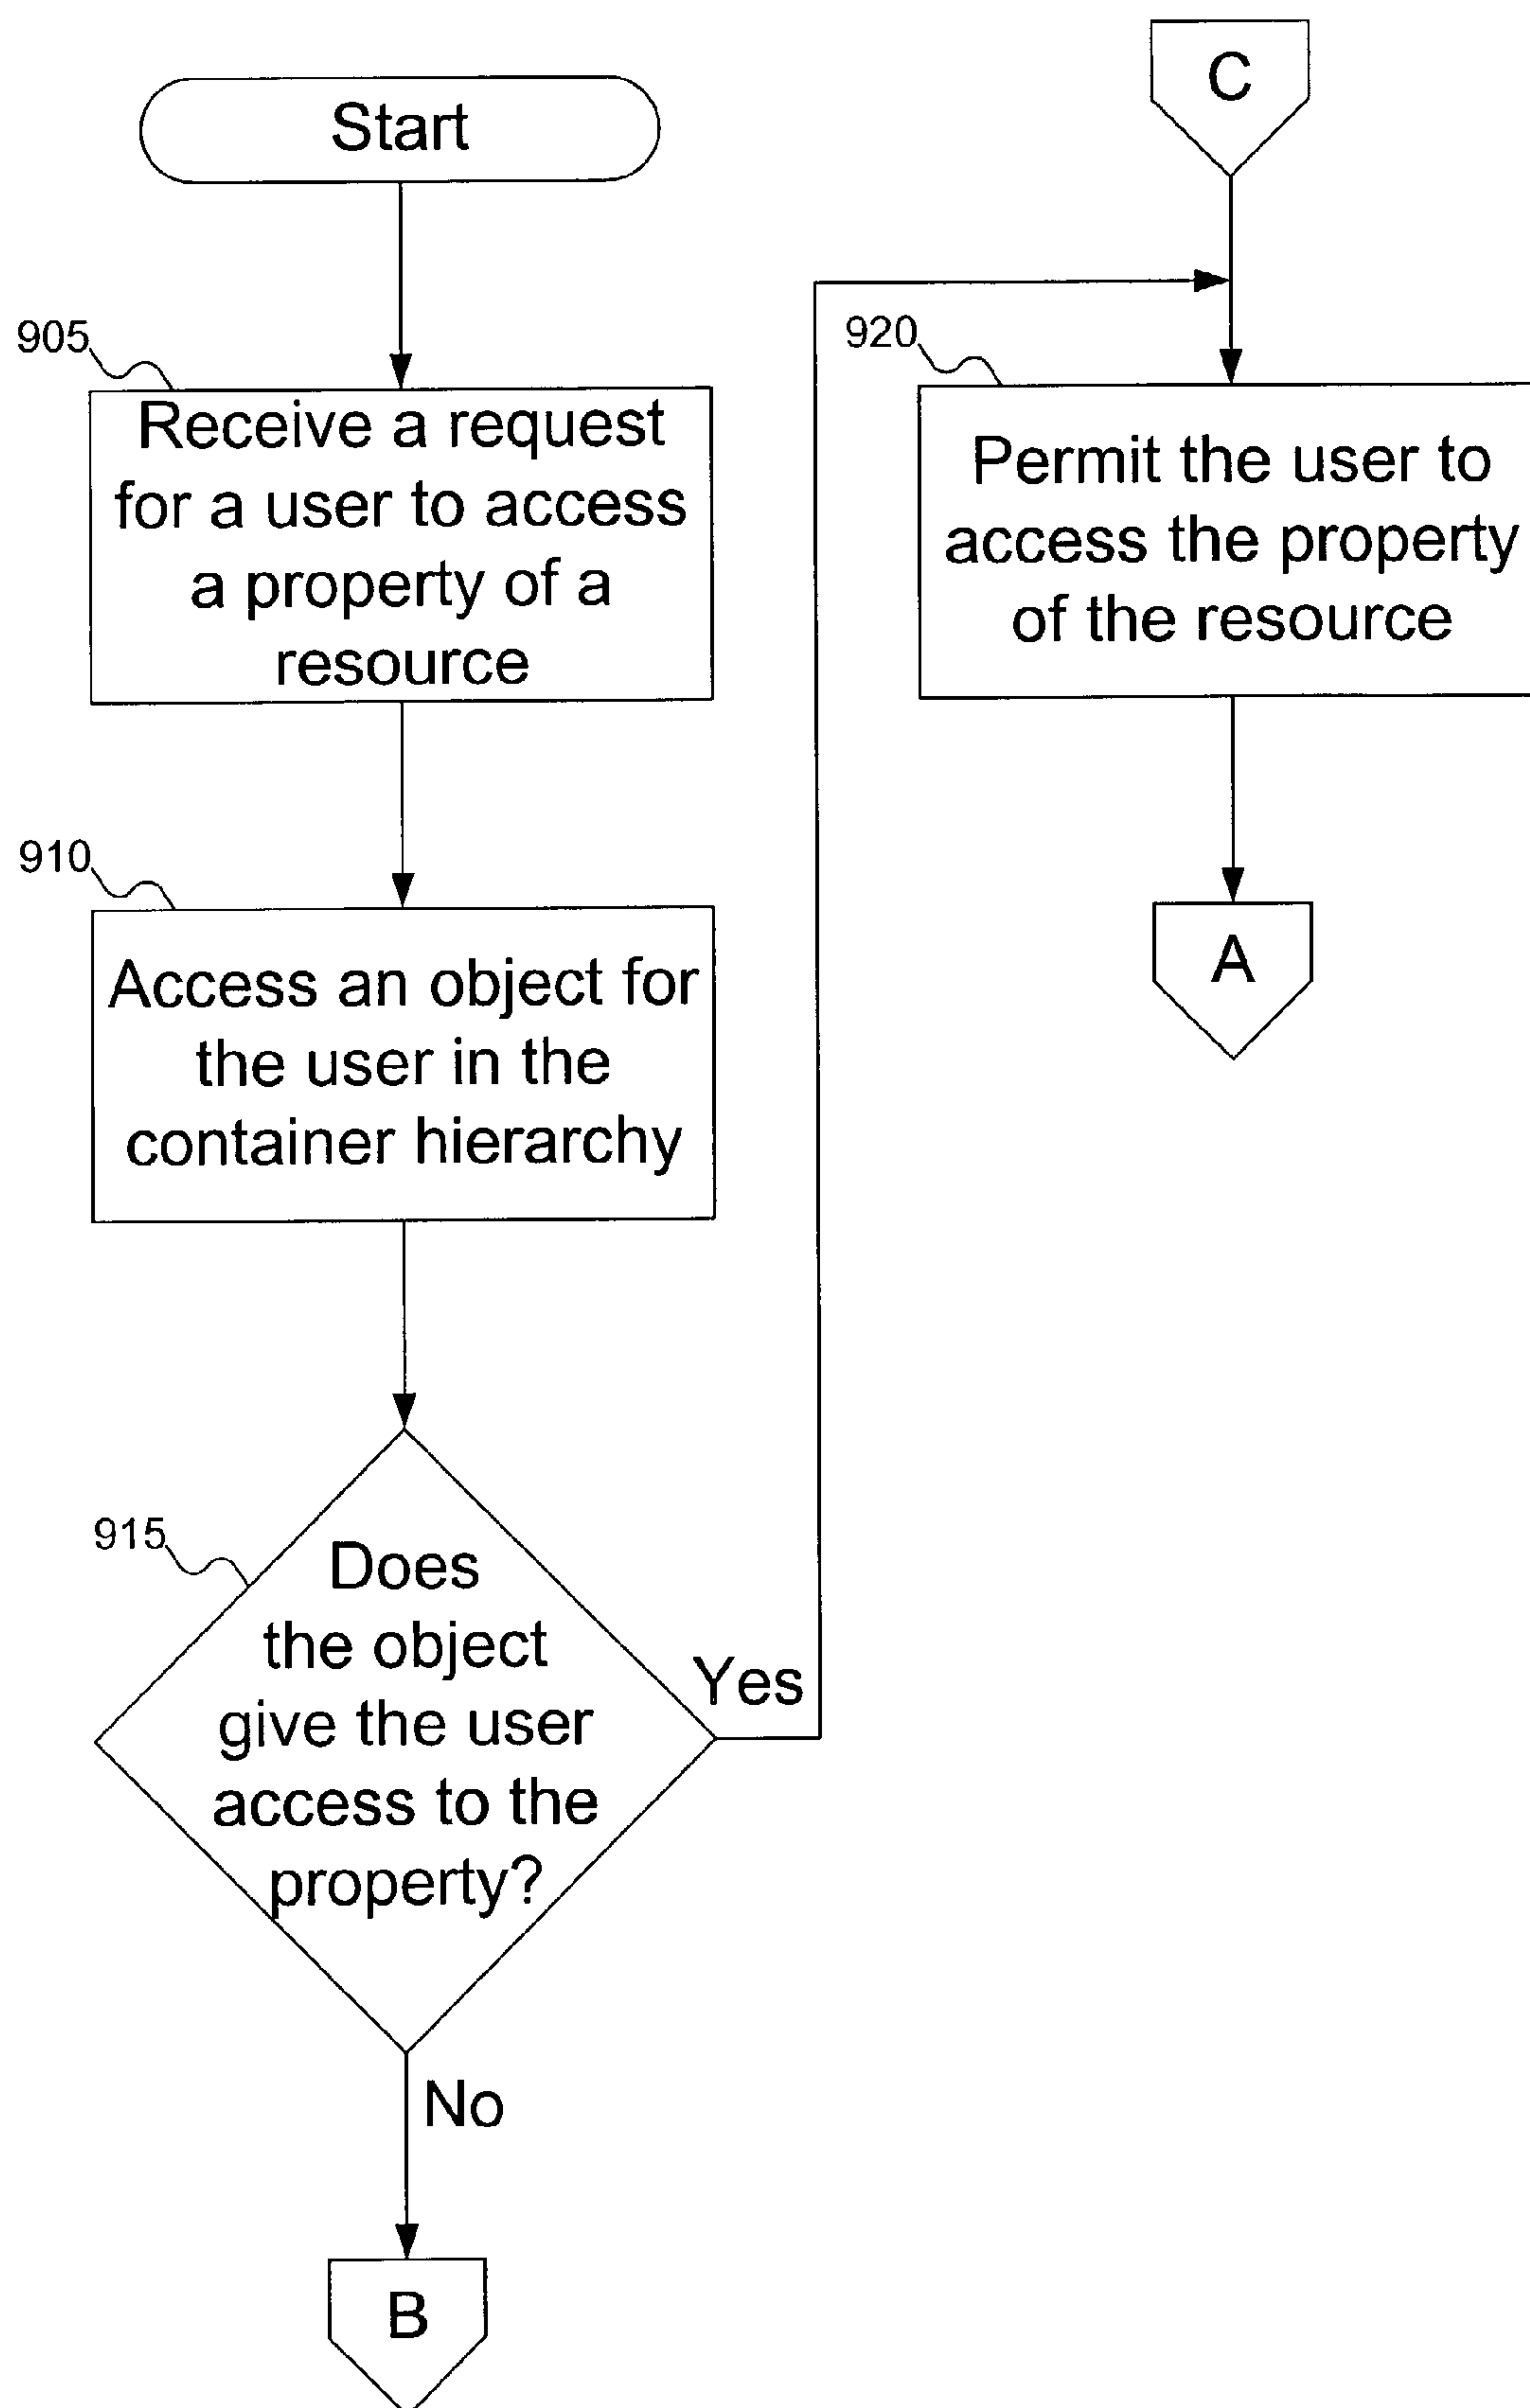 Start
905
Receive a request
for a user to access
a property of a
resource
910
Access an object for
the user in the
container hierarchy
915
Does
the object
give the user
access to the
property?
Yes
No
B
C
920
Permit the user to
access the property
of the resource
A